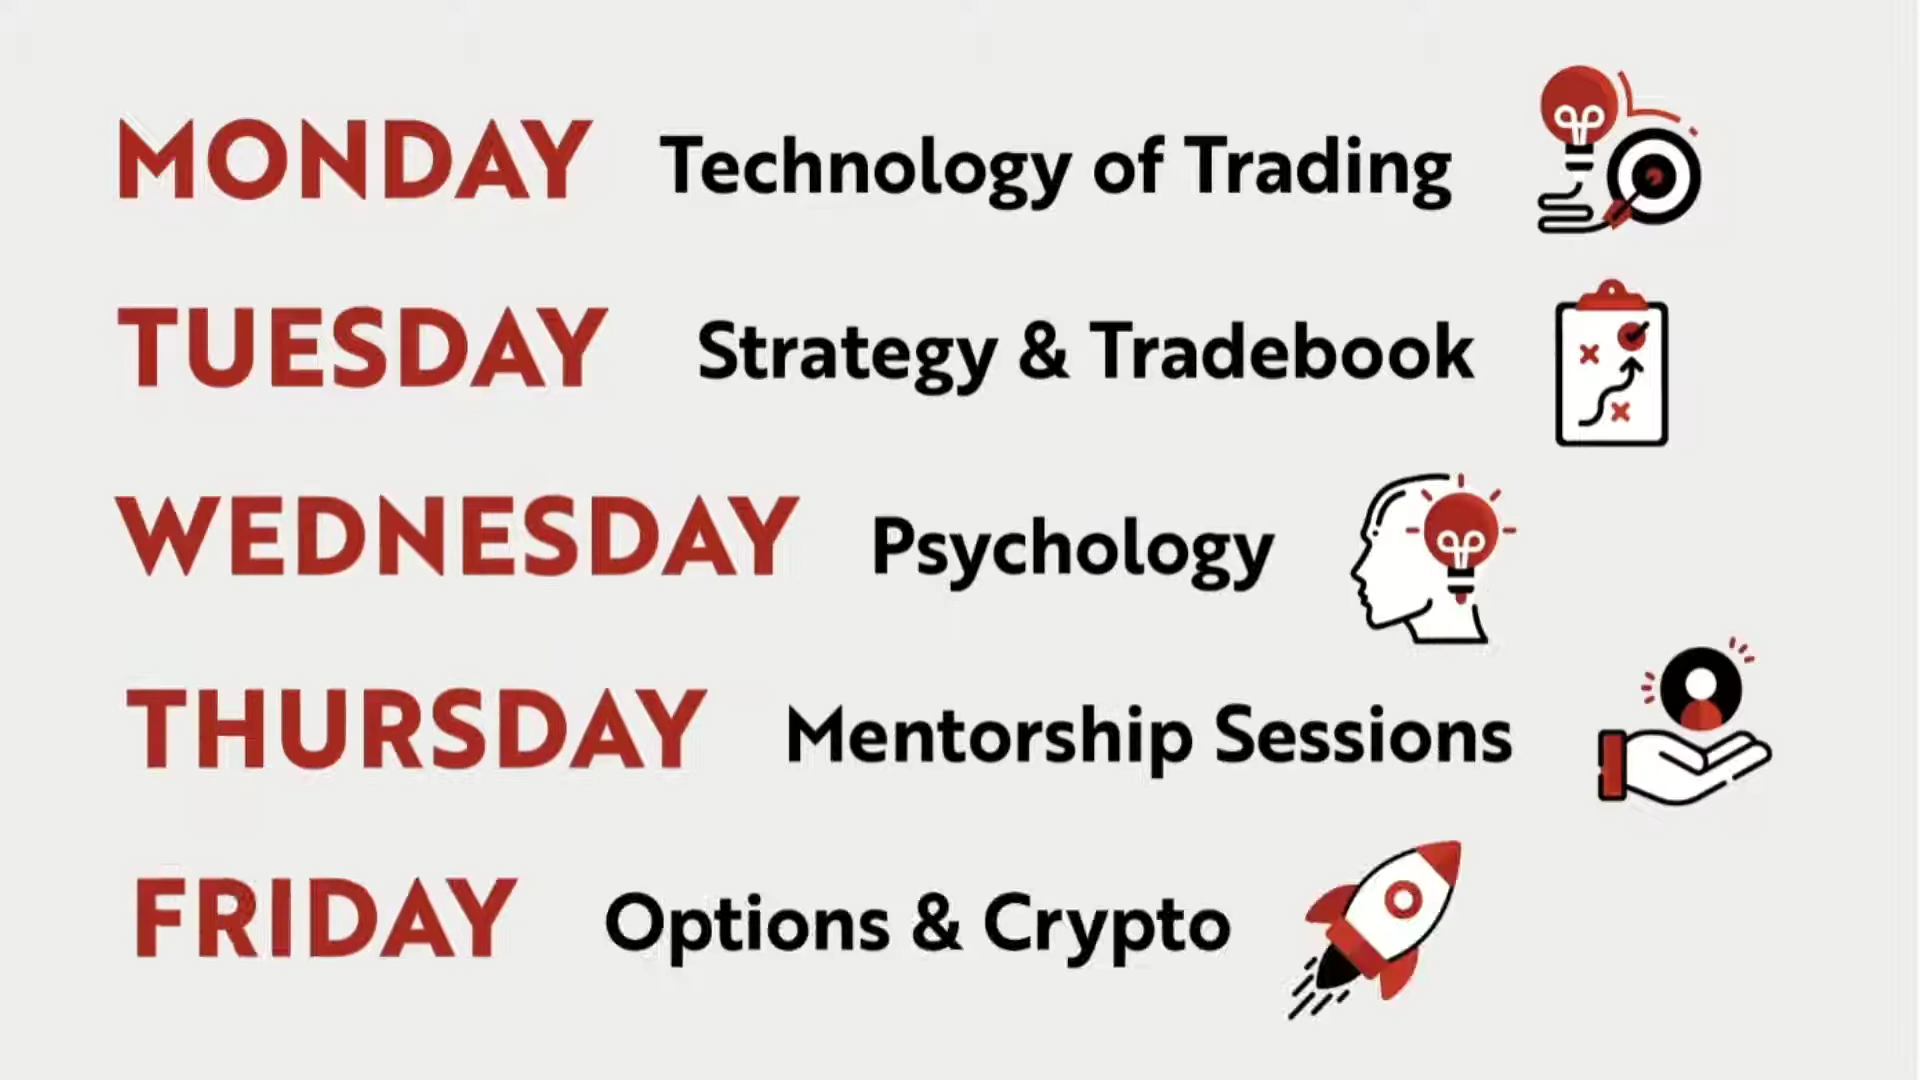 MONDAY Technology of Trading
TUESDAY Strategy & Tradebook
WEDNESDAY Psychology
THURSDAY Mentorship Sessions
FRIDAY Options & Crypto